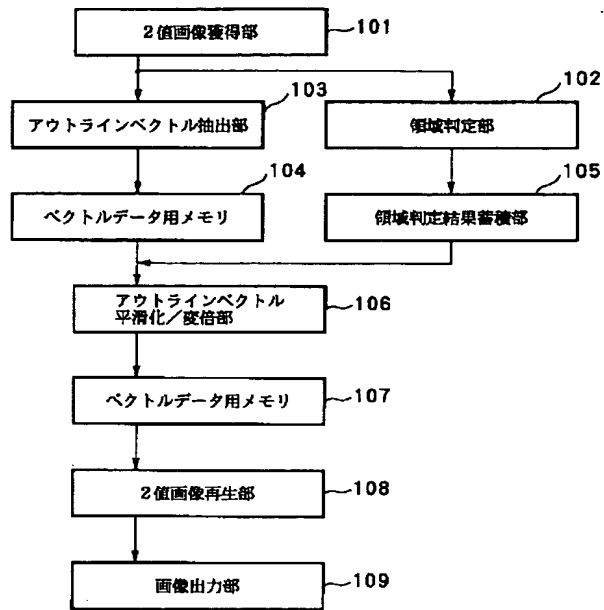 2値画像獲得部
101
103
102
アウトラインベクトル抽出部
領域判定部
104
105
ベクトルデータ用メモリ
領域判定結果蓄積部
アウトラインベクトル
平滑化/変倍部
106
ベクトルデータ用メモリ
107
2値画像再生部
108
画像出力部
109